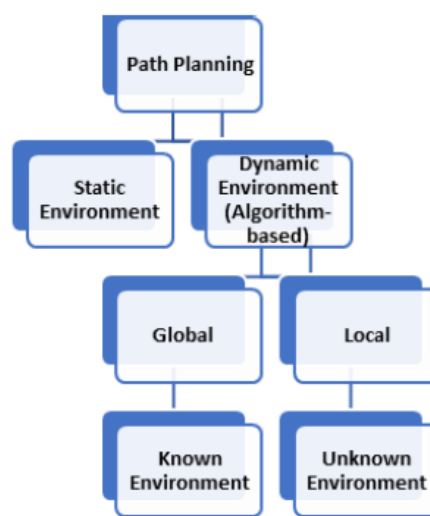 Path Planning
Static
Environment
Dynamic
Environment
(Algorithm-
based)
Global
Local
Known
Environment
Unknown
Environment